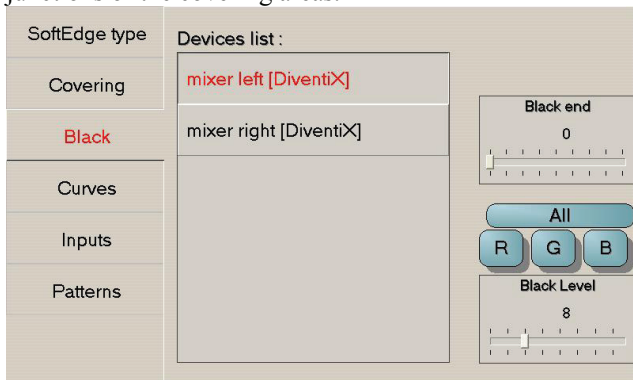 SoftEdge type
Covering
Black
Curves
Inputs
Patterns
Devices list :
mixer left [DiventiX]
mixer right [DiventiX]
Black end
0
All
R G B
Black Level
8